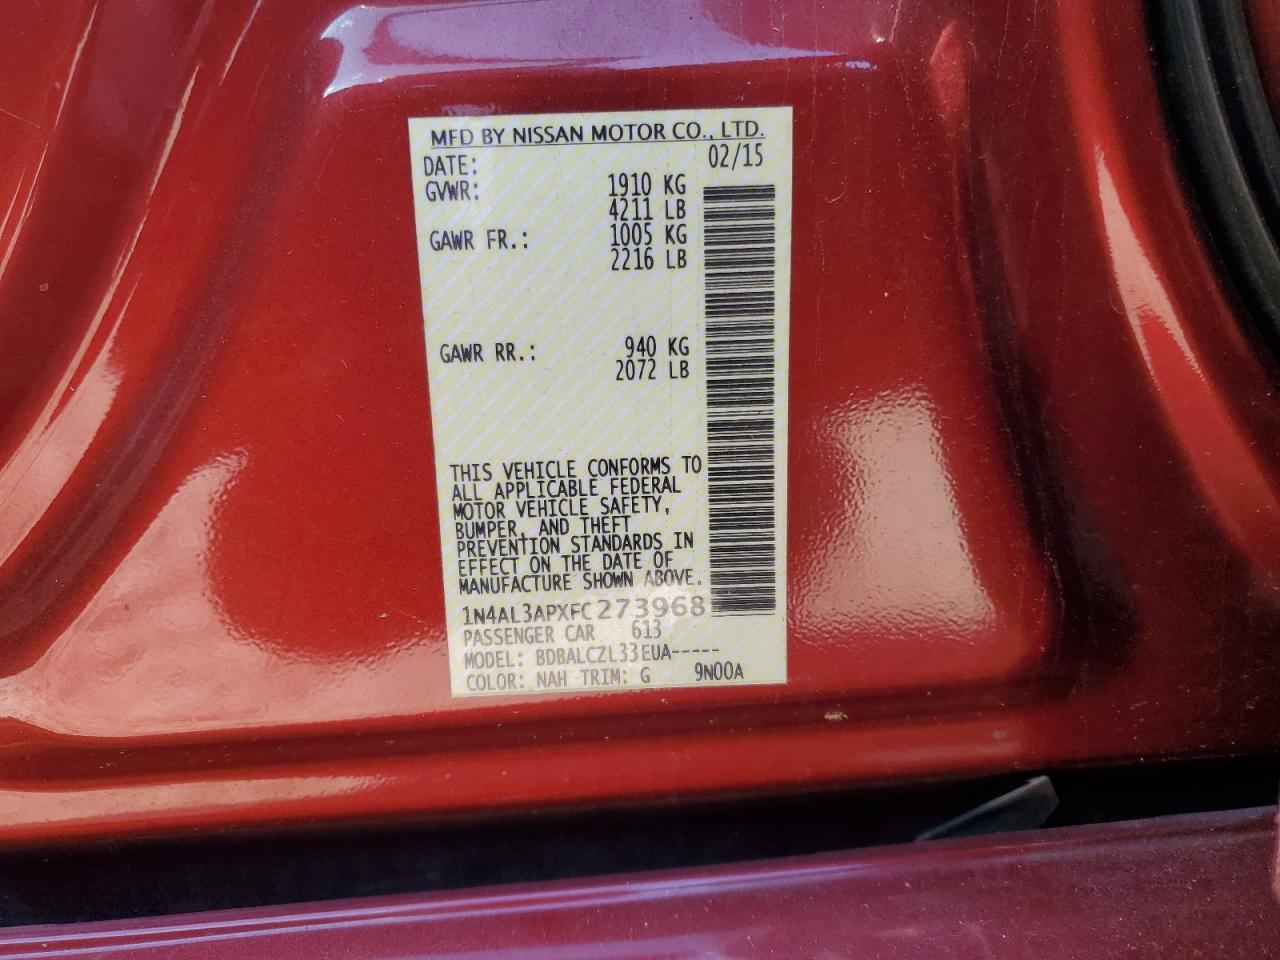 MFD BY NISSAN MOTOR CO., LTD.
DATE: 02/15
GVWR: 1910 KG
4211 LB
GAWR FR.: 1005 KG
2216 LB
GAWR RR.: 940 KG
2072 LB
THIS VEHICLE CONFORMS TO
ALL APPLICABLE FEDERAL
MOTOR VEHICLE SAFETY,
BUMPER, AND THEFT
PREVENTION STANDARDS IN
EFFECT ON THE DATE OF
MANUFACTURE SHOWN ABOVE.
1N4AL3APXFC273968
PASSENGER CAR 613
MODEL: BDBALCZL33EUA-----
COLOR: NAH TRIM: G 9N00A